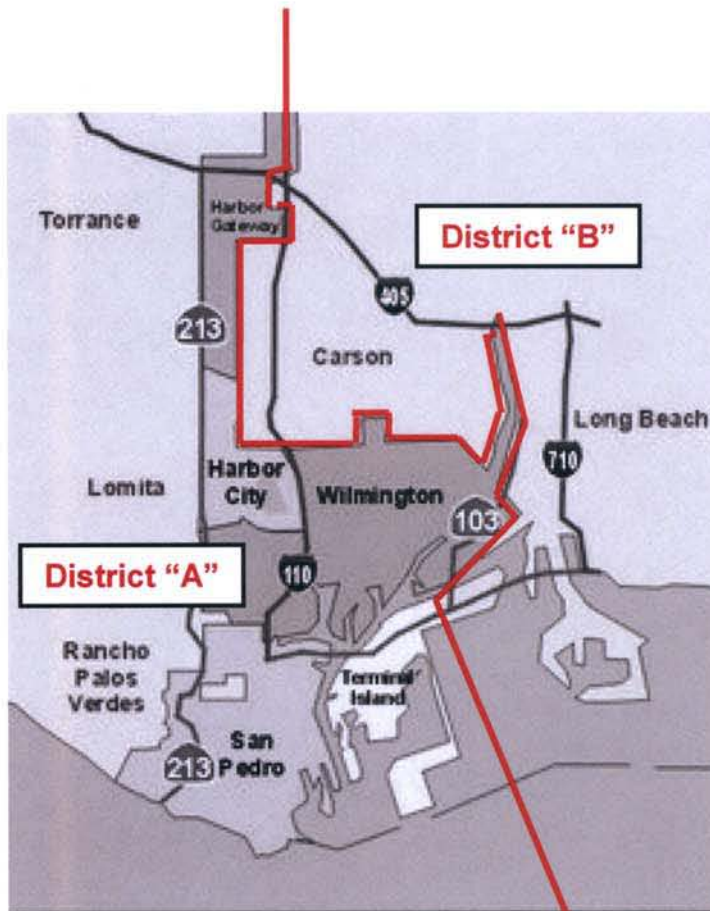 Harbor
Gateway
Torrance
District “B”
405
213
Carson
Long Beach
710
Harbor
City
Lomita
Wilmington
103
District “A”
110
Rancho
Palos
Verdes
Terminal
Island
San
Pedro
213